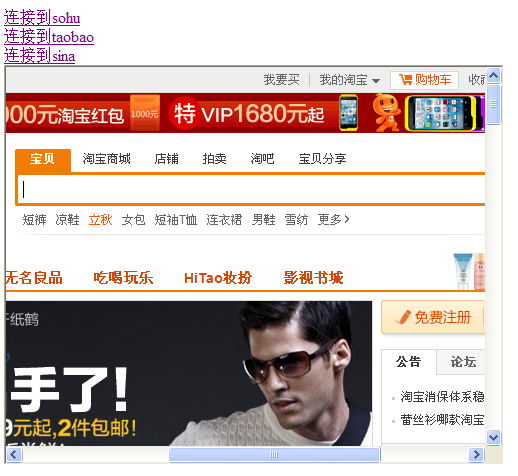 连接到sohu
连接到taobao
连接到sina
我要买 | 我的淘宝 购物车 收藏
000元淘宝红包 1000元 特 VIP1680元起
宝贝 淘宝商城 店铺 拍卖 淘吧 宝贝分享
短裤 凉鞋 立秋 女包 短袖T恤 连衣裙 男鞋 雪纺 更多
无名良品 吃喝玩乐 HiTao妆扮 影视书城
千纸鹤
免费注册
手了!
公告 论坛
9元起,2件包邮!
淘宝消保体系稳
蕾丝衫哪款淘宝